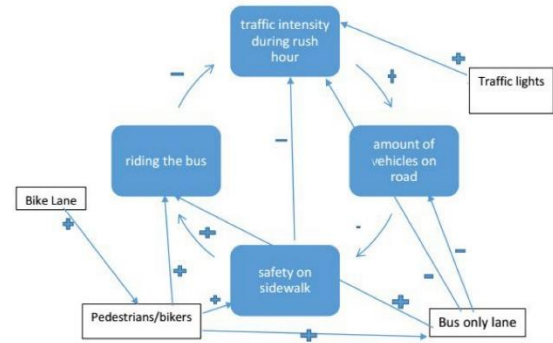 traffic intensity
during rush
hour
Traffic lights
riding the bus
amount of
vehicles on
road
Bike Lane
safety on
sidewalk
Pedestrians/bikers
Bus only lane